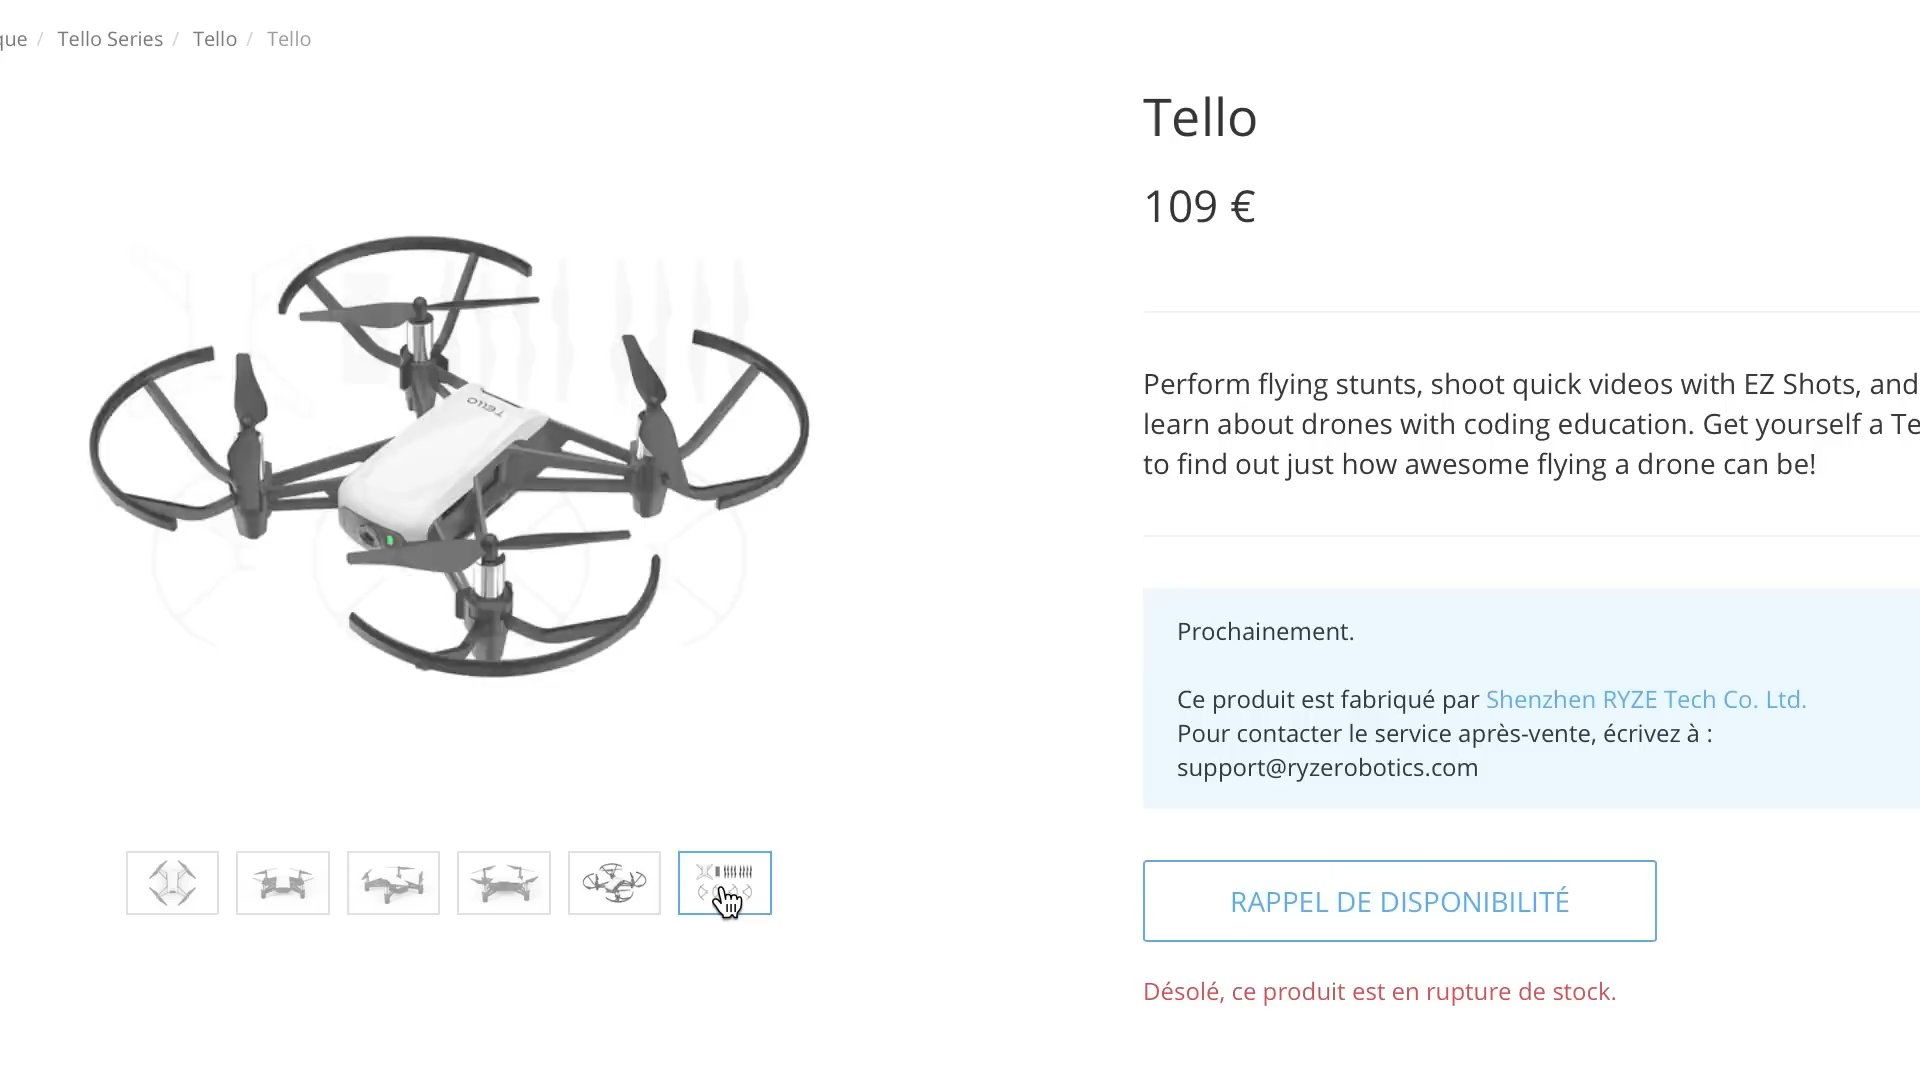 que / Tello Series / Tello / Tello
Tello
109 €
TELLO
Perform flying stunts, shoot quick videos with EZ Shots, and
learn about drones with coding education. Get yourself a Te
to find out just how awesome flying a drone can be!
Prochainement.
Ce produit est fabriqué par Shenzhen RYZE Tech Co. Ltd.
Pour contacter le service après-vente, écrivez à :
support@ryzerobotics.com
RAPPEL DE DISPONIBILITÉ
Désolé, ce produit est en rupture de stock.